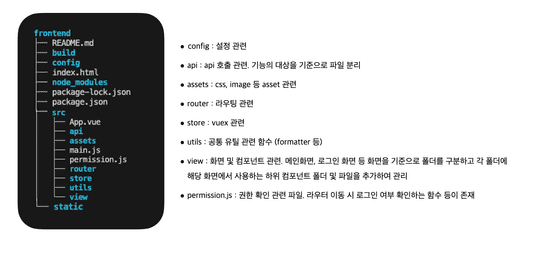 frontend
├── README.md
├── build
├── config
├── index.html
├── node_modules
├── package-lock.json
├── package.json
├── src
│   ├── App.vue
│   ├── api
│   ├── assets
│   ├── main.js
│   ├── permission.js
│   ├── router
│   ├── store
│   ├── utils
│   └── view
└── static
• config : 설정 관련
• api : api 호출 관련. 기능의 대상을 기준으로 파일 분리
• assets : css, image 등 asset 관련
• router : 라우팅 관련
• store : vuex 관련
• utils : 공통 유틸 관련 함수 (formatter 등)
• view : 화면 및 컴포넌트 관련. 메인화면, 로그인 화면 등 화면을 기준으로 폴더를 구분하고 각 폴더에
해당 화면에서 사용하는 하위 컴포넌트 폴더 및 파일을 추가하여 관리
• permission.js : 권한 확인 관련 파일. 라우터 이동 시 로그인 여부 확인하는 함수 등이 존재